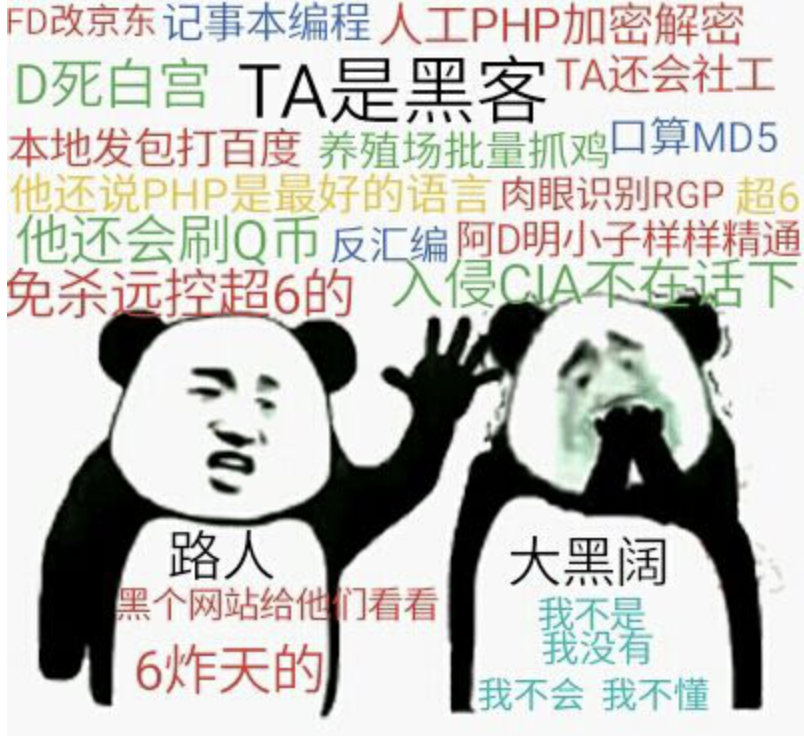 FD改京东 记事本编程 人工PHP加密解密
D死白宫 TA是黑客 TA还会社工
本地发包打百度 养殖场批量抓鸡 口算MD5
他还说PHP是最好的语言 肉眼识别RGP 超6
他还会刷Q币 反汇编 阿D明小子样样精通
免杀远控超6的 入侵CIA不在话下
路人
大黑阔
黑个网站给他们看看
6炸天的
我不是
我没有
我不会 我不懂